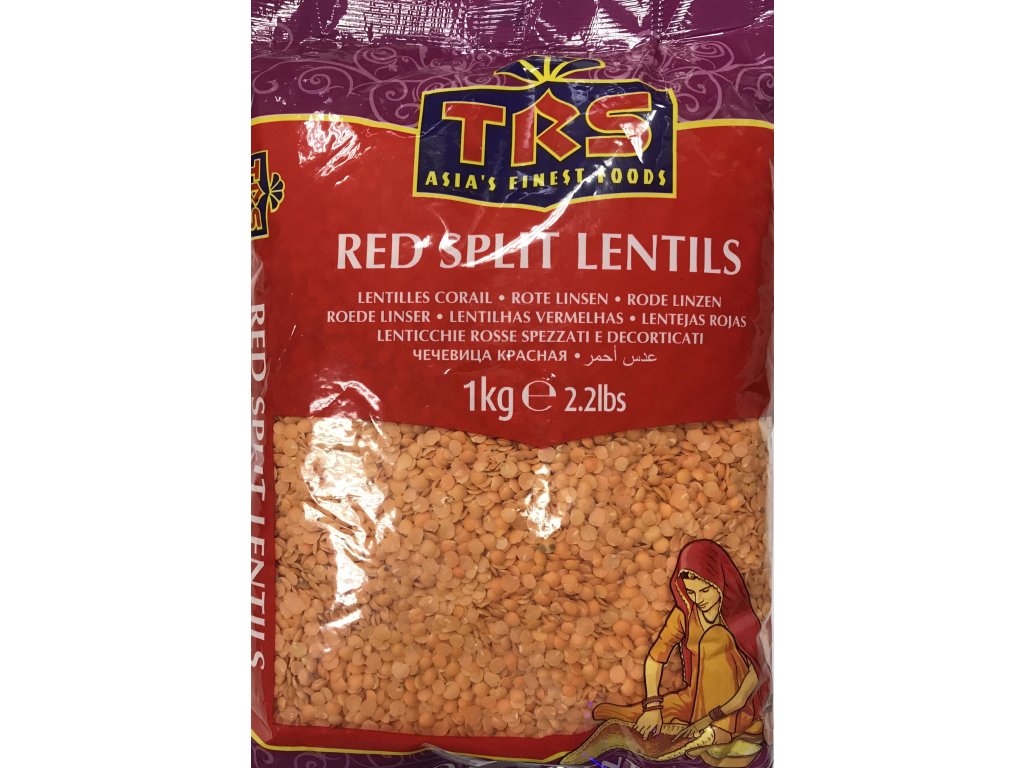 TRS
ASIA'S FINEST FOODS
RED SPLIT LENTILS
LENTILLES CORAIL • ROTE LINSEN • RODE LINZEN
ROEDE LINSER • LENTILHAS VERMELHAS • LENTEJAS ROJAS
LENTICCHIE ROSSE SPEZZATI E DECORTICATI
ЧЕЧЕВИЦА КРАСНАЯ • عدس أحمر
1kg ℮ 2.2lbs
TRS
RED SPLIT LENTILS